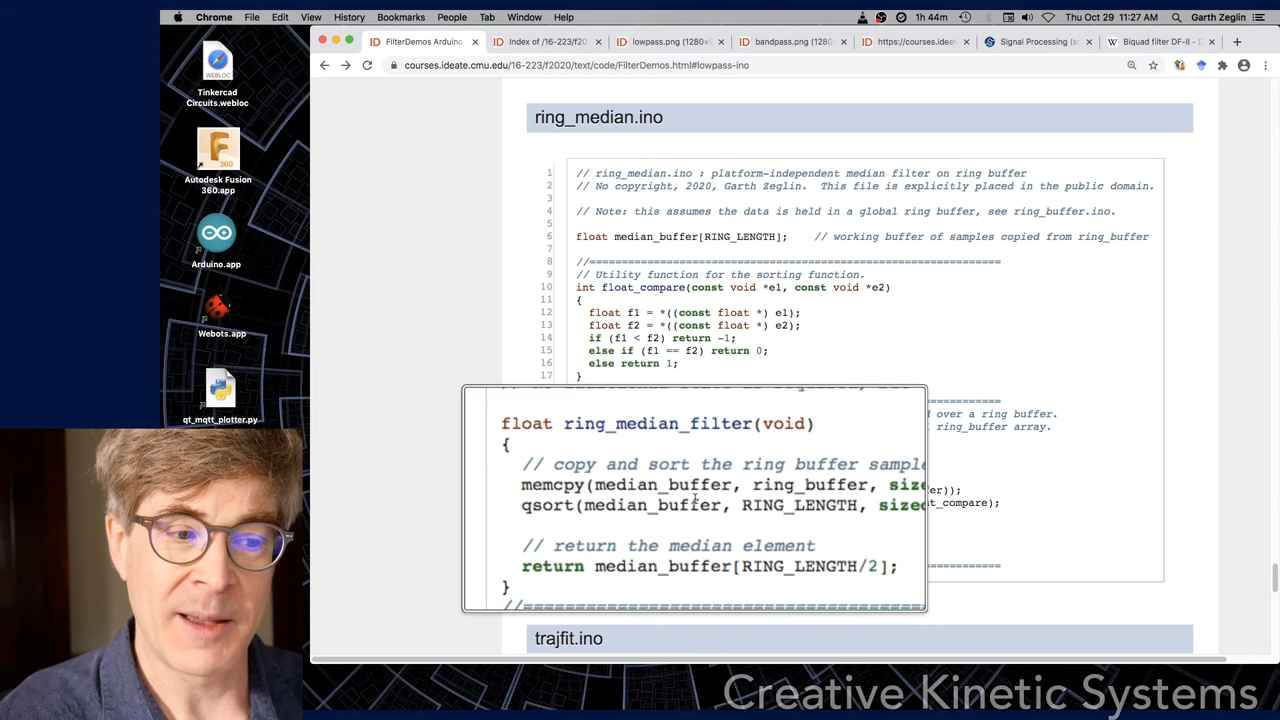 Chrome File Edit View History Bookmarks People Tab Window Help
1h 44m Thu Oct 29 11:27 AM Garth Zeglin
FilterDemos Arduino
Index of /16-223/f20
lowpass.png (1280×
bandpass.png (1280
https://courses.ideat
Signal Processing (s
Biquad filter DF-II - 
courses.ideate.cmu.edu/16-223/f2020/text/code/FilterDemos.html#lowpass-ino
WEBLOC
Tinkercad
Circuits.webloc
360
Autodesk Fusion
360.app
Arduino.app
Webots.app
qt_mqtt_plotter.py
ring_median.ino
1 // ring_median.ino : platform-independent median filter on ring buffer
2 // No copyright, 2020, Garth Zeglin. This file is explicitly placed in the public domain.
3
4 // Note: this assumes the data is held in a global ring buffer, see ring_buffer.ino.
5
6 float median_buffer[RING_LENGTH]; // working buffer of samples copied from ring_buffer
7
8 //================================================================
9 // Utility function for the sorting function.
10 int float_compare(const void *e1, const void *e2)
11 {
12 float f1 = *((const float *) e1);
13 float f2 = *((const float *) e2);
14 if (f1 < f2) return -1;
15 else if (f1 == f2) return 0;
16 else return 1;
17 }
============
d over a ring buffer.
ring_buffer array.
er));
t_compare);
============
float ring_median_filter(void)
{
// copy and sort the ring buffer sample
memcpy(median_buffer, ring_buffer, size
qsort(median_buffer, RING_LENGTH, sizeo
// return the median element
return median_buffer[RING_LENGTH/2];
}
//========================================
trajfit.ino
Creative Kinetic Systems